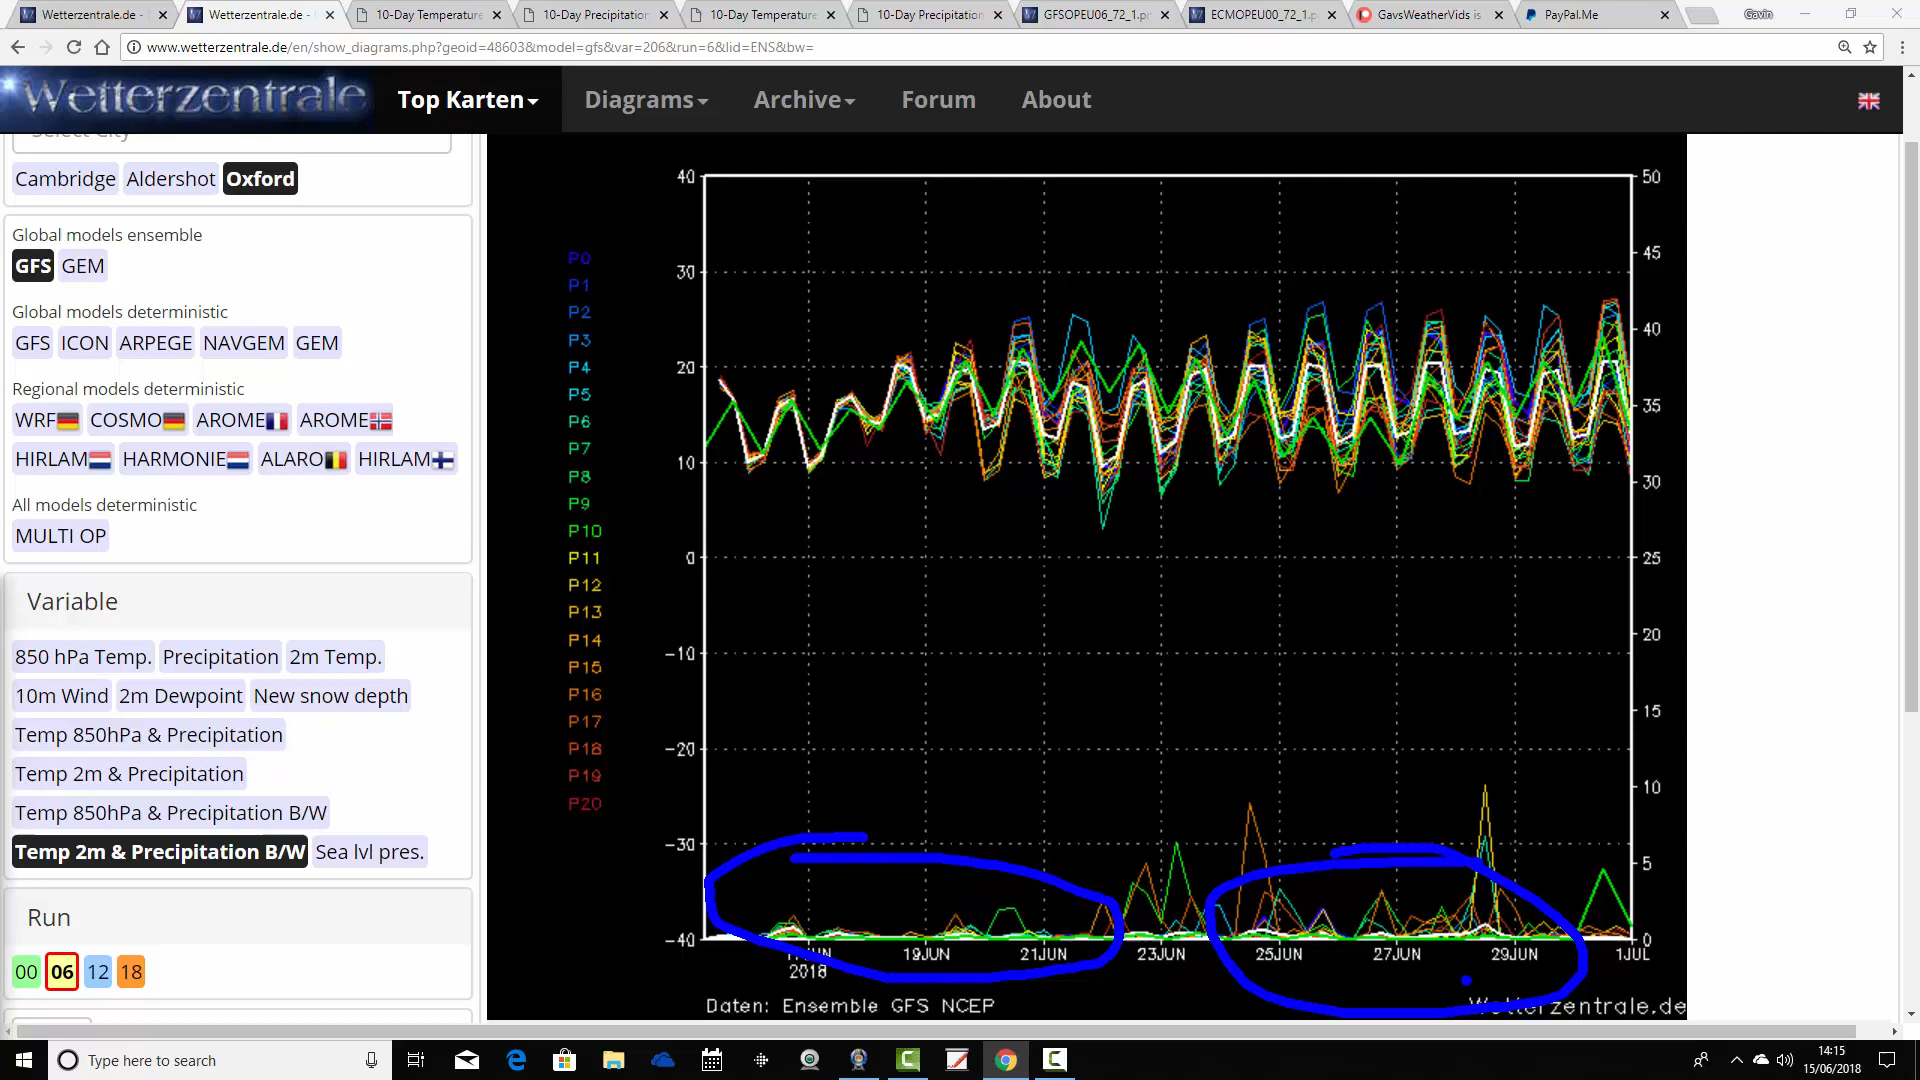 Wetterzentrale.de -
Wetterzentrale.de -
10-Day Temperature
10-Day Precipitation
10-Day Temperature
10-Day Precipitation
GFSOPEU06_72_1.pn
ECMOPEU00_72_1.p
GavsWeatherVids is
PayPal.Me
Gavin
www.wetterzentrale.de/en/show_diagrams.php?geoid=48603&model=gfs&var=206&run=6&lid=ENS&bw=
Wetterzentrale
Top Karten
Diagrams
Archive
Forum
About
Select City
Cambridge Aldershot Oxford
Global models ensemble
GFS GEM
Global models deterministic
GFS ICON ARPEGE NAVGEM GEM
Regional models deterministic
WRF COSMO AROME AROME
HIRLAM HARMONIE ALARO HIRLAM
All models deterministic
MULTI OP
Variable
850 hPa Temp. Precipitation 2m Temp.
10m Wind 2m Dewpoint New snow depth
Temp 850hPa & Precipitation
Temp 2m & Precipitation
Temp 850hPa & Precipitation B/W
Temp 2m & Precipitation B/W Sea lvl pres.
Run
00 06 12 18
P0
P1
P2
P3
P4
P5
P6
P7
P8
P9
P10
P11
P12
P13
P14
P15
P16
P17
P18
P19
P20
40
30
20
10
0
-10
-20
-30
-40
50
45
40
35
30
25
20
15
10
5
0
17JUN
2018
19JUN
21JUN
23JUN
25JUN
27JUN
29JUN
1JUL
Daten: Ensemble GFS NCEP
Wetterzentrale.de
Type here to search
14:15
15/06/2018